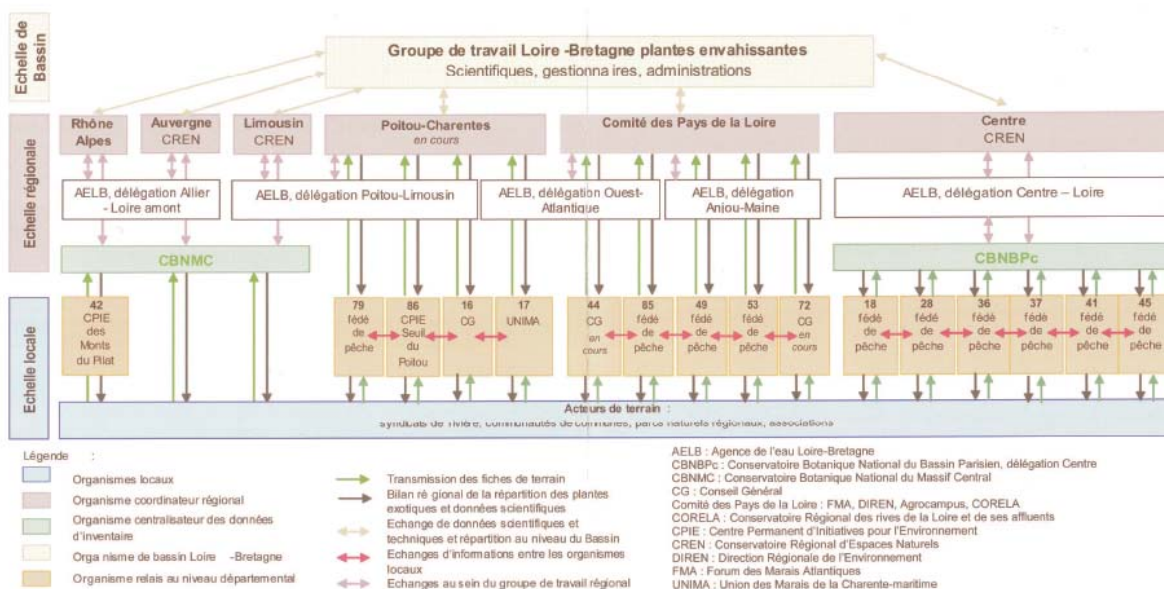 Echelle de
Bassin
Groupe de travail Loire -Bretagne plantes envahissantes
Scientifiques, gestionnaires, administrations
Echelle régionale
Rhône
Alpes
Auvergne
CREN
Limousin
CREN
Poitou-Charentes
en cours
Comité des Pays de la Loire
Centre
CREN
AELB, délégation Allier
- Loire amont
AELB, délégation Poitou-Limousin
AELB, délégation Ouest-
Atlantique
AELB, délégation
Anjou-Maine
AELB, délégation Centre – Loire
CBNMC
CBNBPc
Echelle locale
42
CPIE
des
Monts
du Pilat
79
fédé
de
pêche
86
CPIE
Seuil
du
Poitou
16
CG
17
UNIMA
44
CG
en
cours
85
fédé
de
pêche
49
fédé
de
pêche
53
fédé
de
pêche
72
CG
en
cours
18
fédé
de
pêche
28
fédé
de
pêche
36
fédé
de
pêche
37
fédé
de
pêche
41
fédé
de
pêche
45
fédé
de
pêche
Acteurs de terrain :
syndicats de rivière, communautés de communes, parcs naturels régionaux, associations
Légende :
Organismes locaux
Organisme coordinateur régional
Organisme centralisateur des données
d'inventaire
Orga nisme de bassin Loire -Bretagne
Organisme relais au niveau départemental
Transmission des fiches de terrain
Bilan ré gional de la répartition des plantes
exotiques et données scientifiques
Echange de données scientifiques et
techniques et répartition au niveau du Bassin
Echanges d'informations entre les organismes
locaux
Echanges au sein du groupe de travail régional
AELB : Agence de l'eau Loire-Bretagne
CBNBPc : Conservatoire Botanique National du Bassin Parisien, délégation Centre
CBNMC : Conservatoire Botanique National du Massif Central
CG : Conseil Général
Comité des Pays de la Loire : FMA, DIREN, Agrocampus, CORELA
CORELA : Conservatoire Régional des rives de la Loire et de ses affluents
CPIE : Centre Permanent d'Initiatives pour l'Environnement
CREN : Conservatoire Régional d'Espaces Naturels
DIREN : Direction Régionale de l'Environnement
FMA : Forum des Marais Atlantiques
UNIMA : Union des Marais de la Charente-maritime